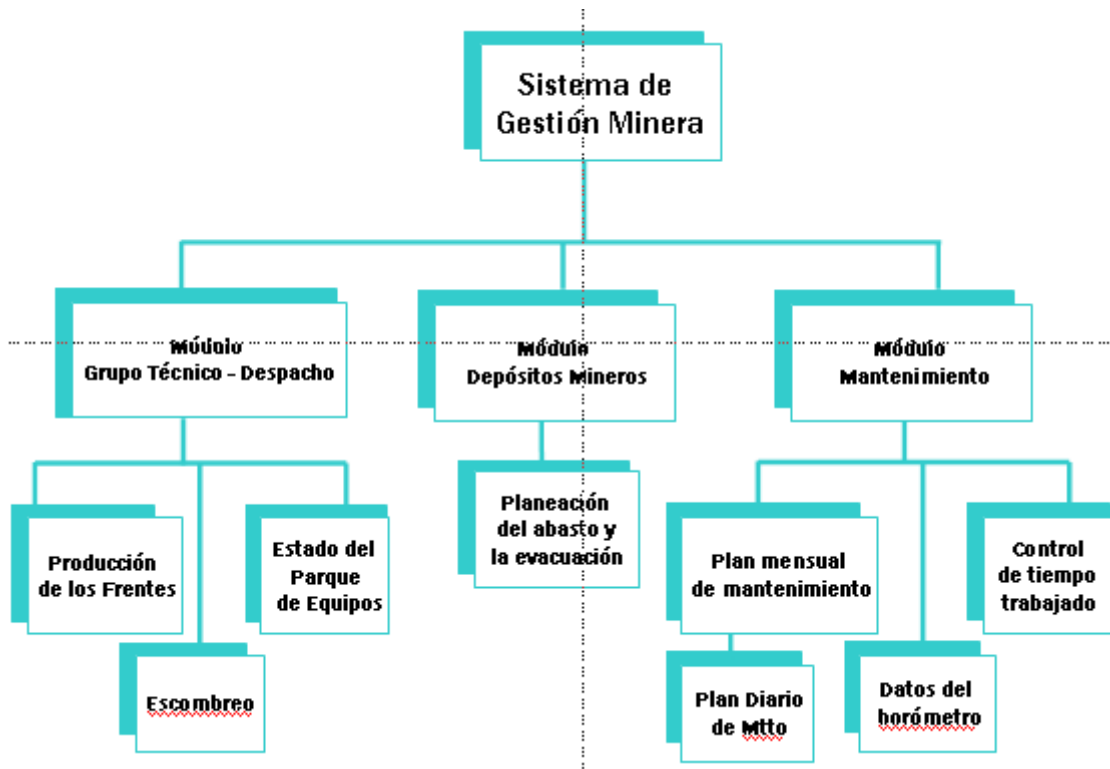 Sistema de
Gestión Minera
Módulo
Grupo Técnico - Despacho
Módulo
Depósitos Mineros
Módulo
Mantenimiento
Producción
de los Frentes
Escombreo
Estado del
Parque
de Equipos
Planeación
del abasto y
la evacuación
Plan mensual
de mantenimiento
Plan Diario
de Mtto
Datos del
horómetro
Control
de tiempo
trabajado